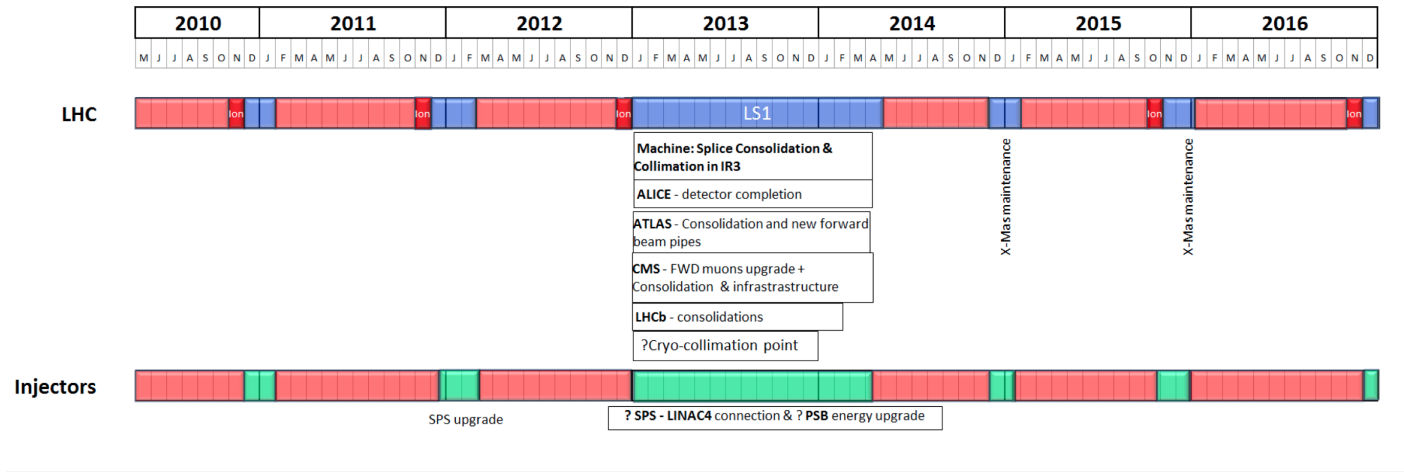 2010 2011 2012 2013 2014 2015 2016
M J J A S O N D J F M A M J J A S O N D J F M A M J J A S O N D J F M A M J J A S O N D J F M A M J J A S O N D J F M A M J J A S O N D J F M A M J J A S O N D
LHC Ion Ion Ion LS1 Ion Ion
Machine: Splice Consolidation &
Collimation in IR3
ALICE - detector completion
ATLAS - Consolidation and new forward
beam pipes
CMS - FWD muons upgrade +
Consolidation & infrastrastructure
LHCb - consolidations
?Cryo-collimation point
X-Mas maintenance
X-Mas maintenance
Injectors
SPS upgrade
? SPS - LINAC4 connection & ? PSB energy upgrade